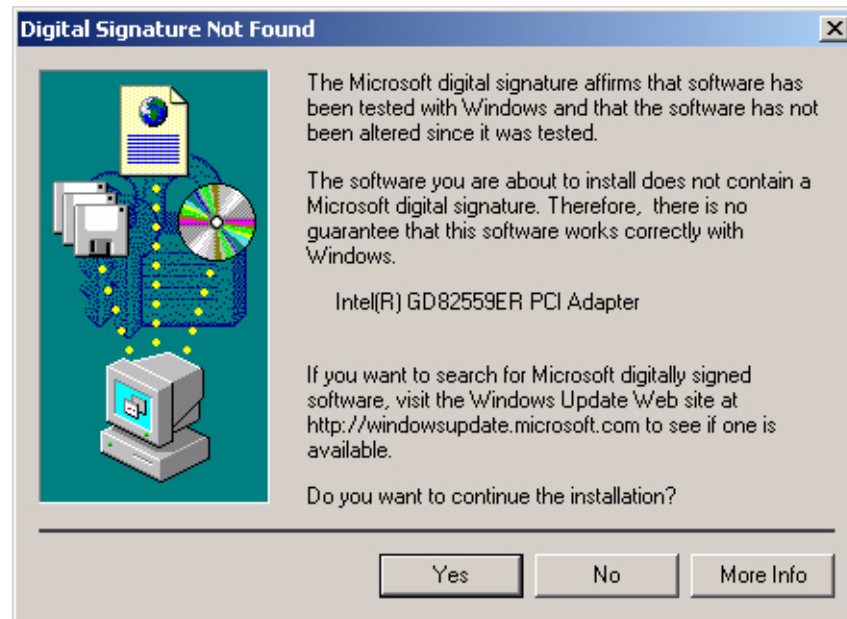 Digital Signature Not Found
The Microsoft digital signature affirms that software has
been tested with Windows and that the software has not
been altered since it was tested.
The software you are about to install does not contain a
Microsoft digital signature. Therefore, there is no
guarantee that this software works correctly with
Windows.
Intel(R) GD82559ER PCI Adapter
If you want to search for Microsoft digitally signed
software, visit the Windows Update Web site at
http://windowsupdate.microsoft.com to see if one is
available.
Do you want to continue the installation?
Yes No More Info